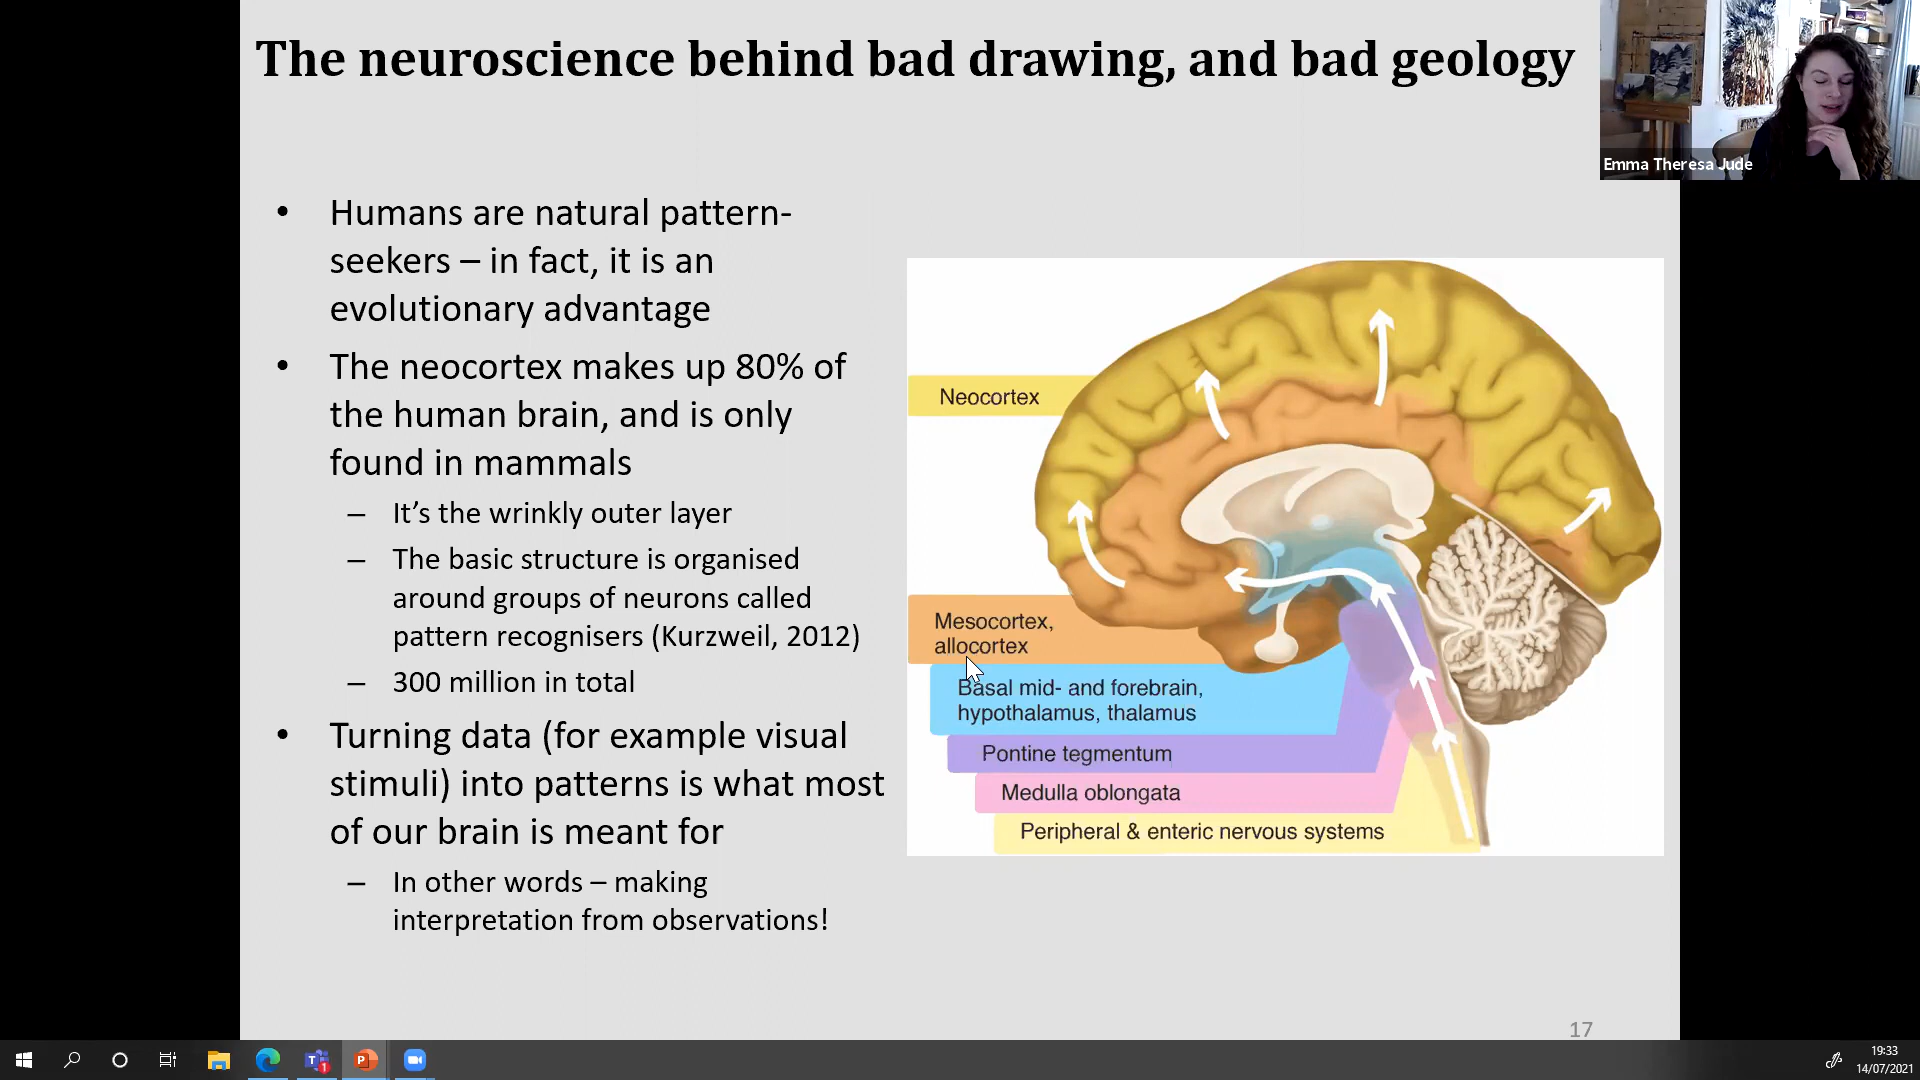 The neuroscience behind bad drawing, and bad geology
Emma Theresa Jude
• Humans are natural pattern-
seekers – in fact, it is an
evolutionary advantage
• The neocortex makes up 80% of
the human brain, and is only
found in mammals
– It’s the wrinkly outer layer
– The basic structure is organised
around groups of neurons called
pattern recognisers (Kurzweil, 2012)
– 300 million in total
• Turning data (for example visual
stimuli) into patterns is what most
of our brain is meant for
– In other words – making
interpretation from observations!
Neocortex
Mesocortex,
allocortex
Basal mid- and forebrain,
hypothalamus, thalamus
Pontine tegmentum
Medulla oblongata
Peripheral & enteric nervous systems
17
19:33
14/07/2021